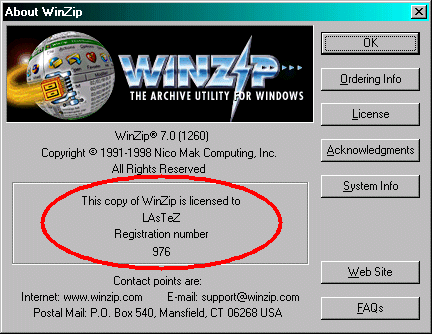 About WinZip
WINZIP
THE ARCHIVE UTILITY FOR WINDOWS
WinZip® 7.0 (1260)
Copyright © 1991-1998 Nico Mak Computing, Inc.
All Rights Reserved
This copy of WinZip is licensed to
LAsTeZ
Registration number
976
Contact points are:
Internet: www.winzip.com E-mail: support@winzip.com
Postal Mail: P.O. Box 540, Mansfield, CT 06268 USA
OK
Ordering Info
License
Acknowledgments
System Info
Web Site
FAQs